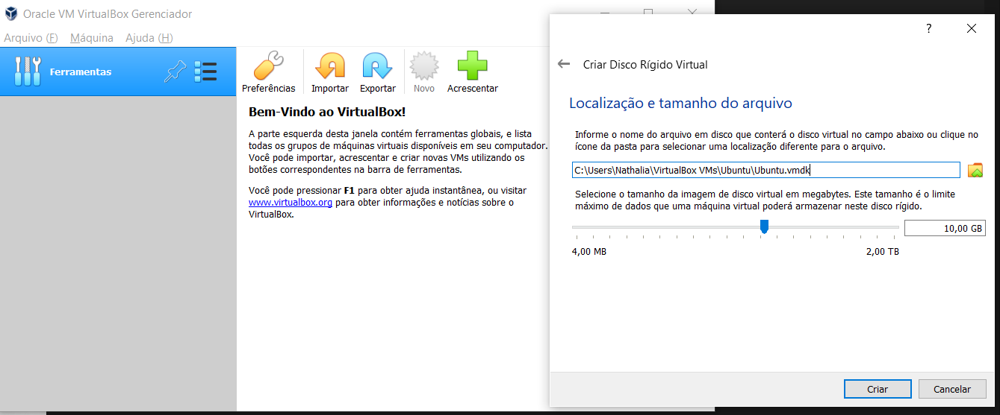 Oracle VM VirtualBox Gerenciador
Arquivo (F) Máquina Ajuda (H)
Ferramentas
Preferências Importar Exportar Novo Acrescentar
Bem-Vindo ao VirtualBox!
A parte esquerda desta janela contém ferramentas globais, e lista
todas os grupos de máquinas virtuais disponíveis em seu computador.
Você pode importar, acrescentar e criar novas VMs utilizando os
botões correspondentes na barra de ferramentas.
Você pode pressionar F1 para obter ajuda instantânea, ou visitar
www.virtualbox.org para obter informações e notícias sobre o
VirtualBox.
?
Criar Disco Rígido Virtual
Localização e tamanho do arquivo
Informe o nome do arquivo em disco que conterá o disco virtual no campo abaixo ou clique no
ícone da pasta para selecionar uma localização diferente para o arquivo.
C:\Users\Nathalia\VirtualBox VMs\Ubuntu\Ubuntu.vmdk
Selecione o tamanho da imagem de disco virtual em megabytes. Este tamanho é o limite
máximo de dados que uma máquina virtual poderá armazenar neste disco rígido.
10,00 GB
4,00 MB 2,00 TB
Criar Cancelar